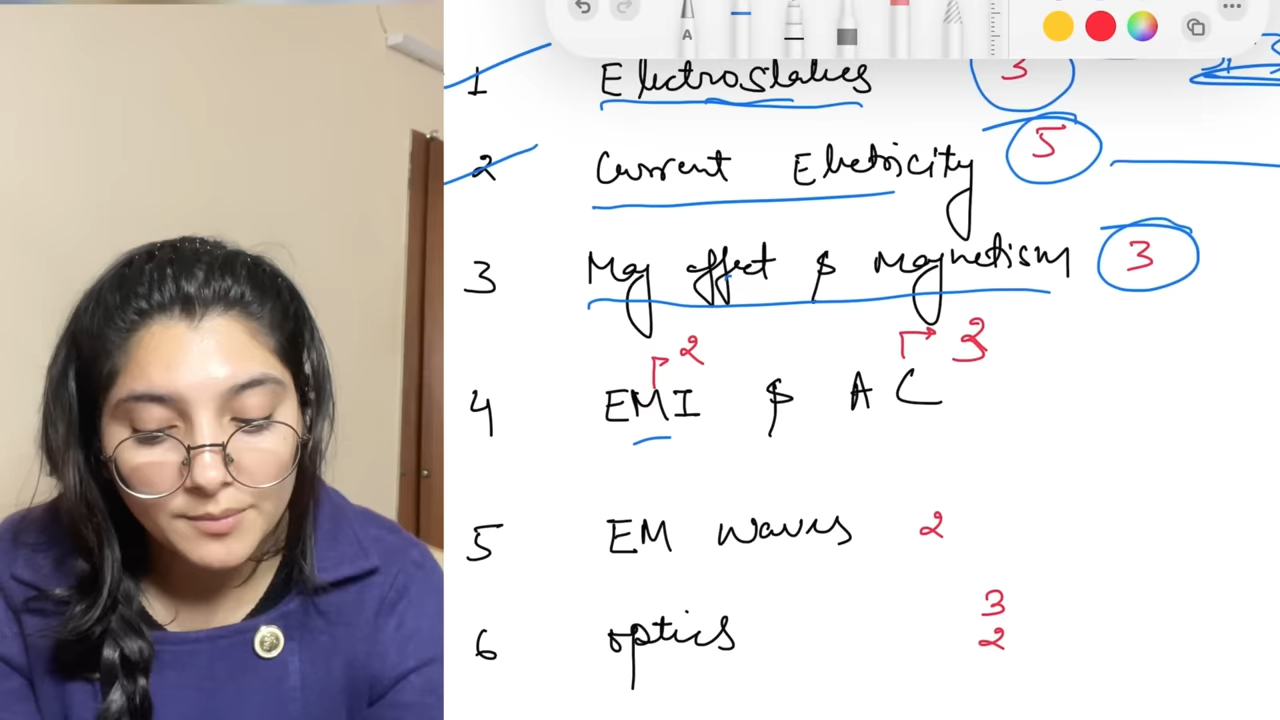 1 Electrostatics 3
2 Current Electricity 5
3 Mag effect & Magnetism 3
2 3
4 EMI & AC
5 EM waves 2
3
6 optics 2
A